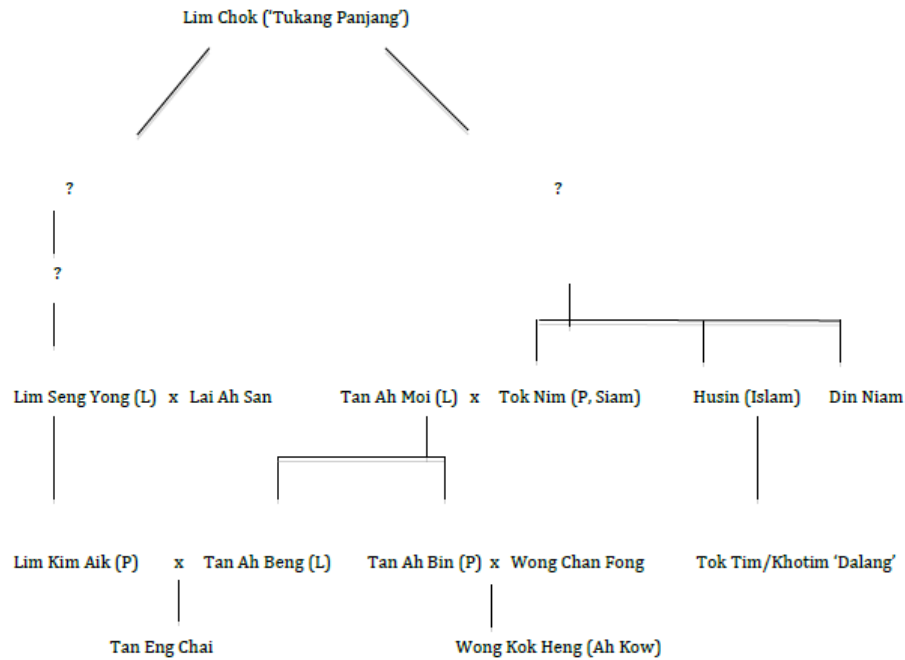 Lim Chok (‘Tukang Panjang’)
? ?
?
Lim Seng Yong (L) x Lai Ah San Tan Ah Moi (L) x Tok Nim (P, Siam) Husin (Islam) Din Niam
Lim Kim Aik (P) x Tan Ah Beng (L) Tan Ah Bin (P) x Wong Chan Fong Tok Tim/Khotim ‘Dalang’
Tan Eng Chai Wong Kok Heng (Ah Kow)